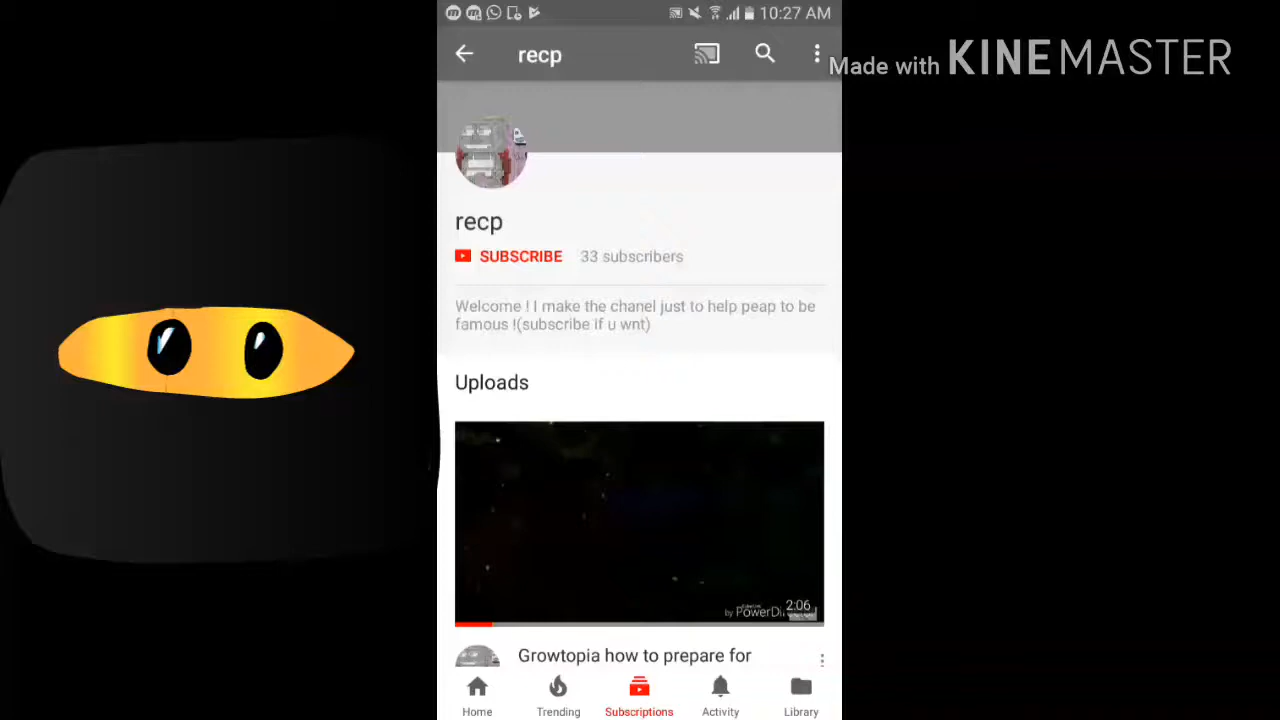 10:27 AM
recp
Made with KINEMASTER
recp
SUBSCRIBE 33 subscribers
Welcome ! I make the chanel just to help peap to be
famous !(subscribe if u wnt)
Uploads
2:06
Growtopia how to prepare for
Home Trending Subscriptions Activity Library